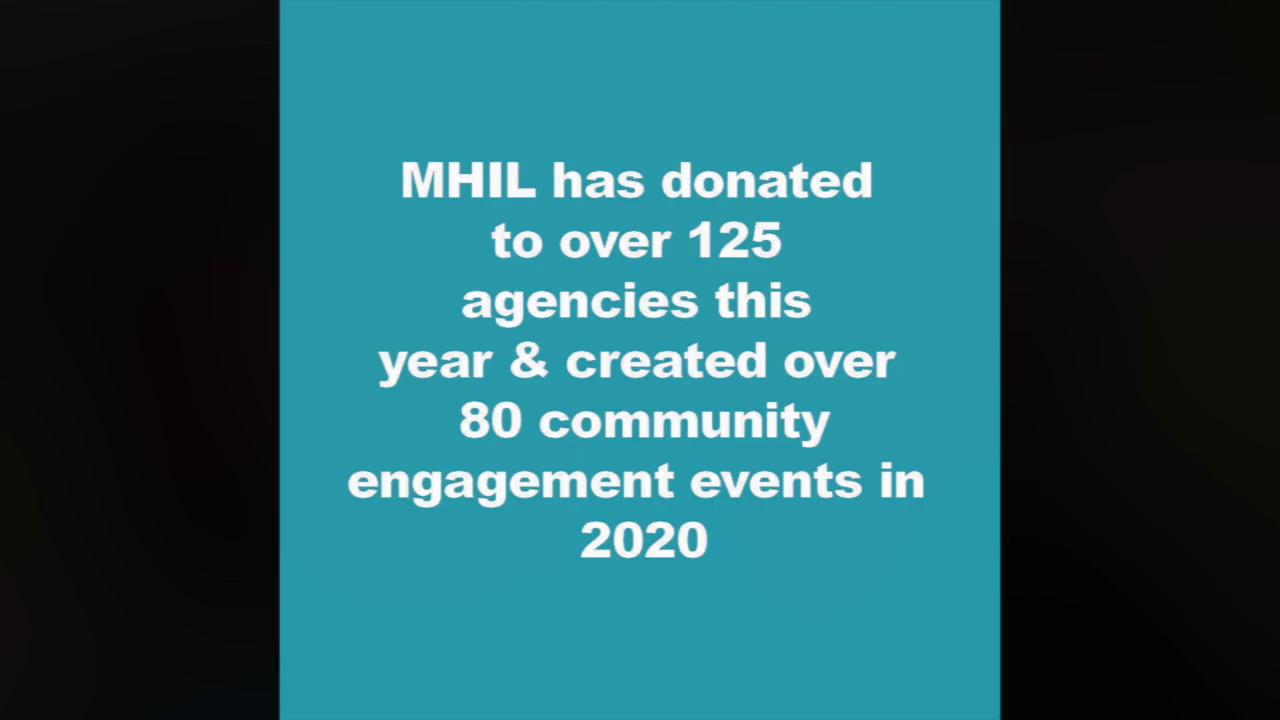 MHIL has donated
to over 125
agencies this
year & created over
80 community
engagement events in
2020